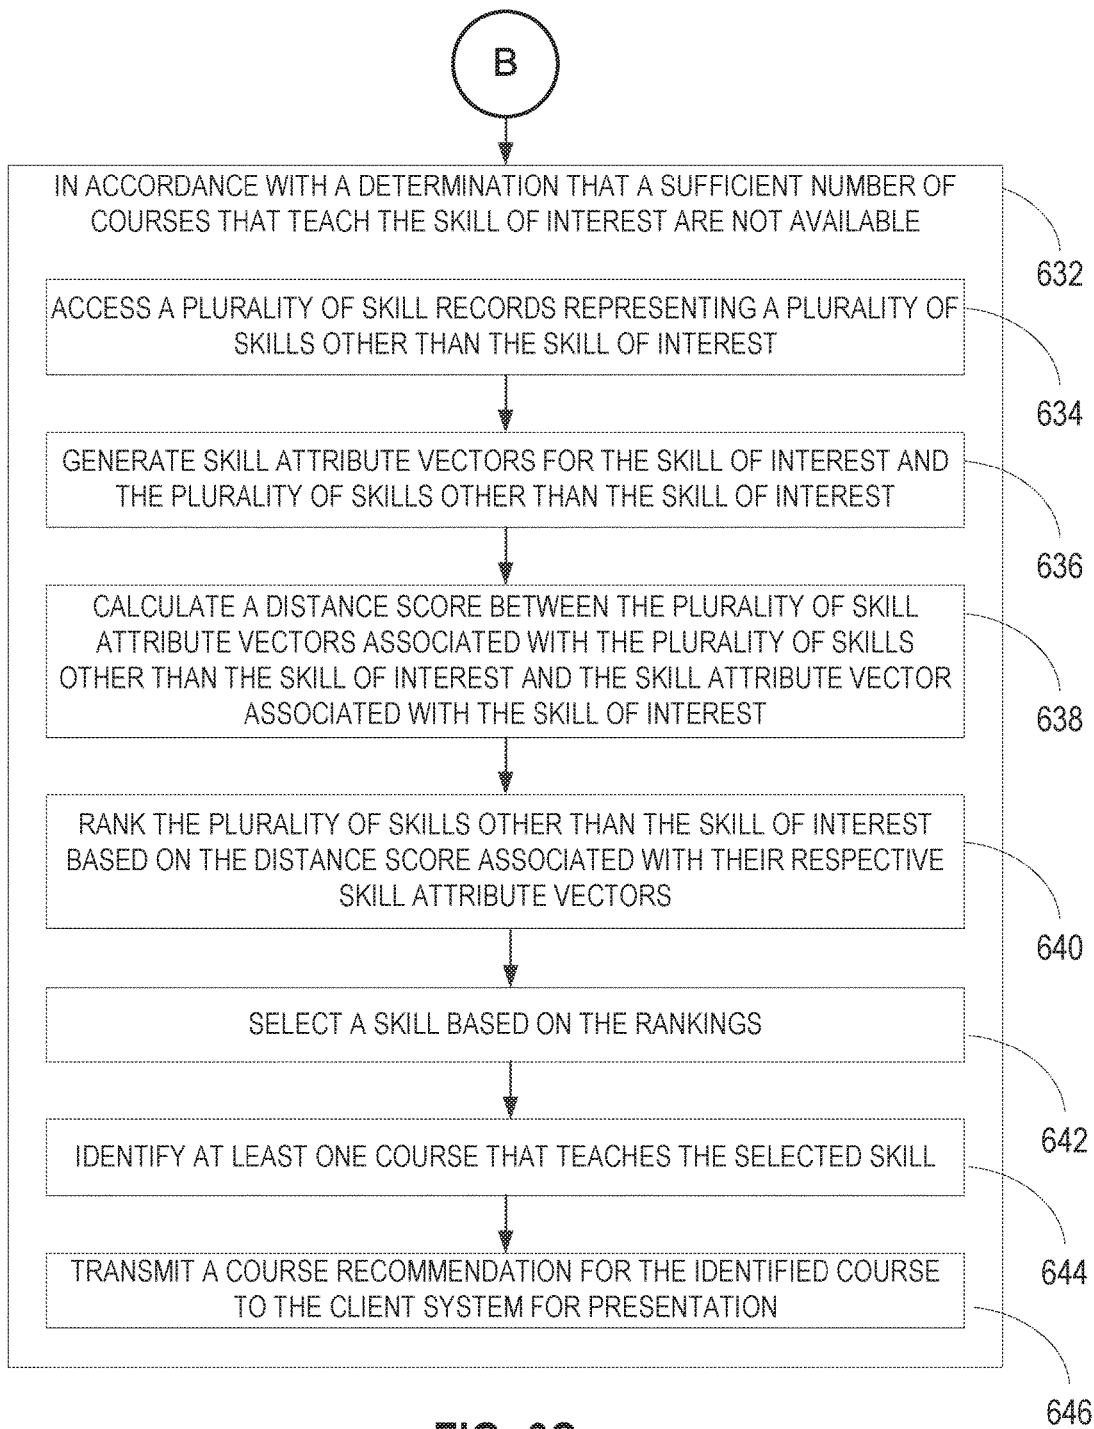 B
IN ACCORDANCE WITH A DETERMINATION THAT A SUFFICIENT NUMBER OF
COURSES THAT TEACH THE SKILL OF INTEREST ARE NOT AVAILABLE
632
ACCESS A PLURALITY OF SKILL RECORDS REPRESENTING A PLURALITY OF
SKILLS OTHER THAN THE SKILL OF INTEREST
634
GENERATE SKILL ATTRIBUTE VECTORS FOR THE SKILL OF INTEREST AND
THE PLURALITY OF SKILLS OTHER THAN THE SKILL OF INTEREST
636
CALCULATE A DISTANCE SCORE BETWEEN THE PLURALITY OF SKILL
ATTRIBUTE VECTORS ASSOCIATED WITH THE PLURALITY OF SKILLS
OTHER THAN THE SKILL OF INTEREST AND THE SKILL ATTRIBUTE VECTOR
ASSOCIATED WITH THE SKILL OF INTEREST
638
RANK THE PLURALITY OF SKILLS OTHER THAN THE SKILL OF INTEREST
BASED ON THE DISTANCE SCORE ASSOCIATED WITH THEIR RESPECTIVE
SKILL ATTRIBUTE VECTORS
640
SELECT A SKILL BASED ON THE RANKINGS
642
IDENTIFY AT LEAST ONE COURSE THAT TEACHES THE SELECTED SKILL
644
TRANSMIT A COURSE RECOMMENDATION FOR THE IDENTIFIED COURSE
TO THE CLIENT SYSTEM FOR PRESENTATION
646